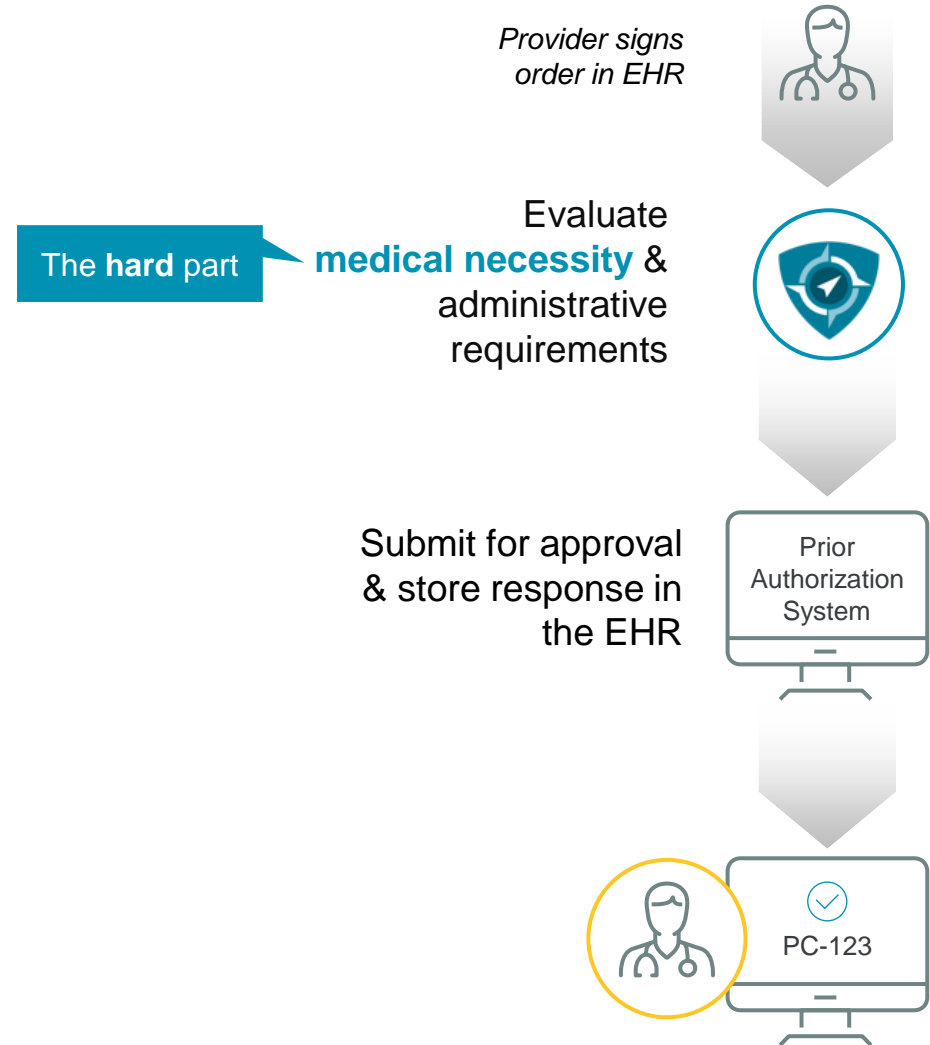 Provider signs
order in EHR
Evaluate
The hard part
medical necessity &
administrative
requirements
Submit for approval
& store response in
the EHR
Prior
Authorization
System
PC-123